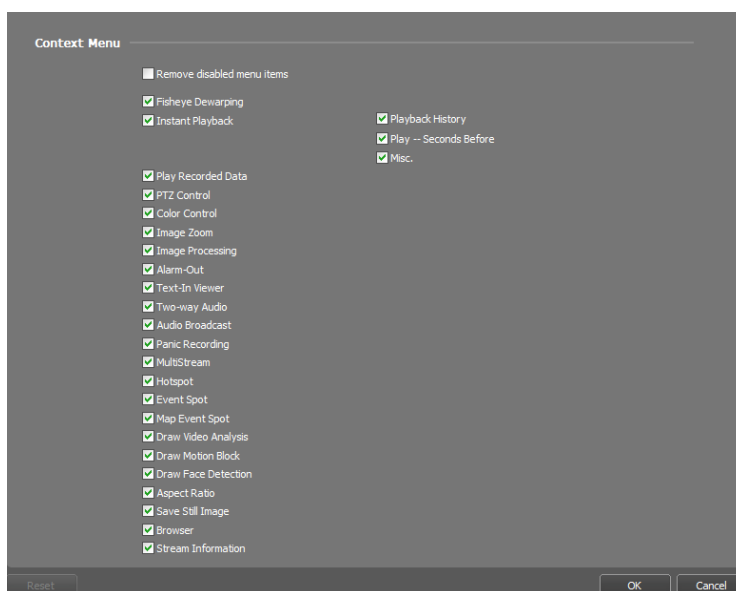 Context Menu
Remove disabled menu items
Fisheye Dewarping
Instant Playback
Playback History
Play -- Seconds Before
Misc.
Play Recorded Data
PTZ Control
Color Control
Image Zoom
Image Processing
Alarm-Out
Text-In Viewer
Two-way Audio
Audio Broadcast
Panic Recording
MultiStream
Hotspot
Event Spot
Map Event Spot
Draw Video Analysis
Draw Motion Block
Draw Face Detection
Aspect Ratio
Save Still Image
Browser
Stream Information
Reset
OK
Cancel